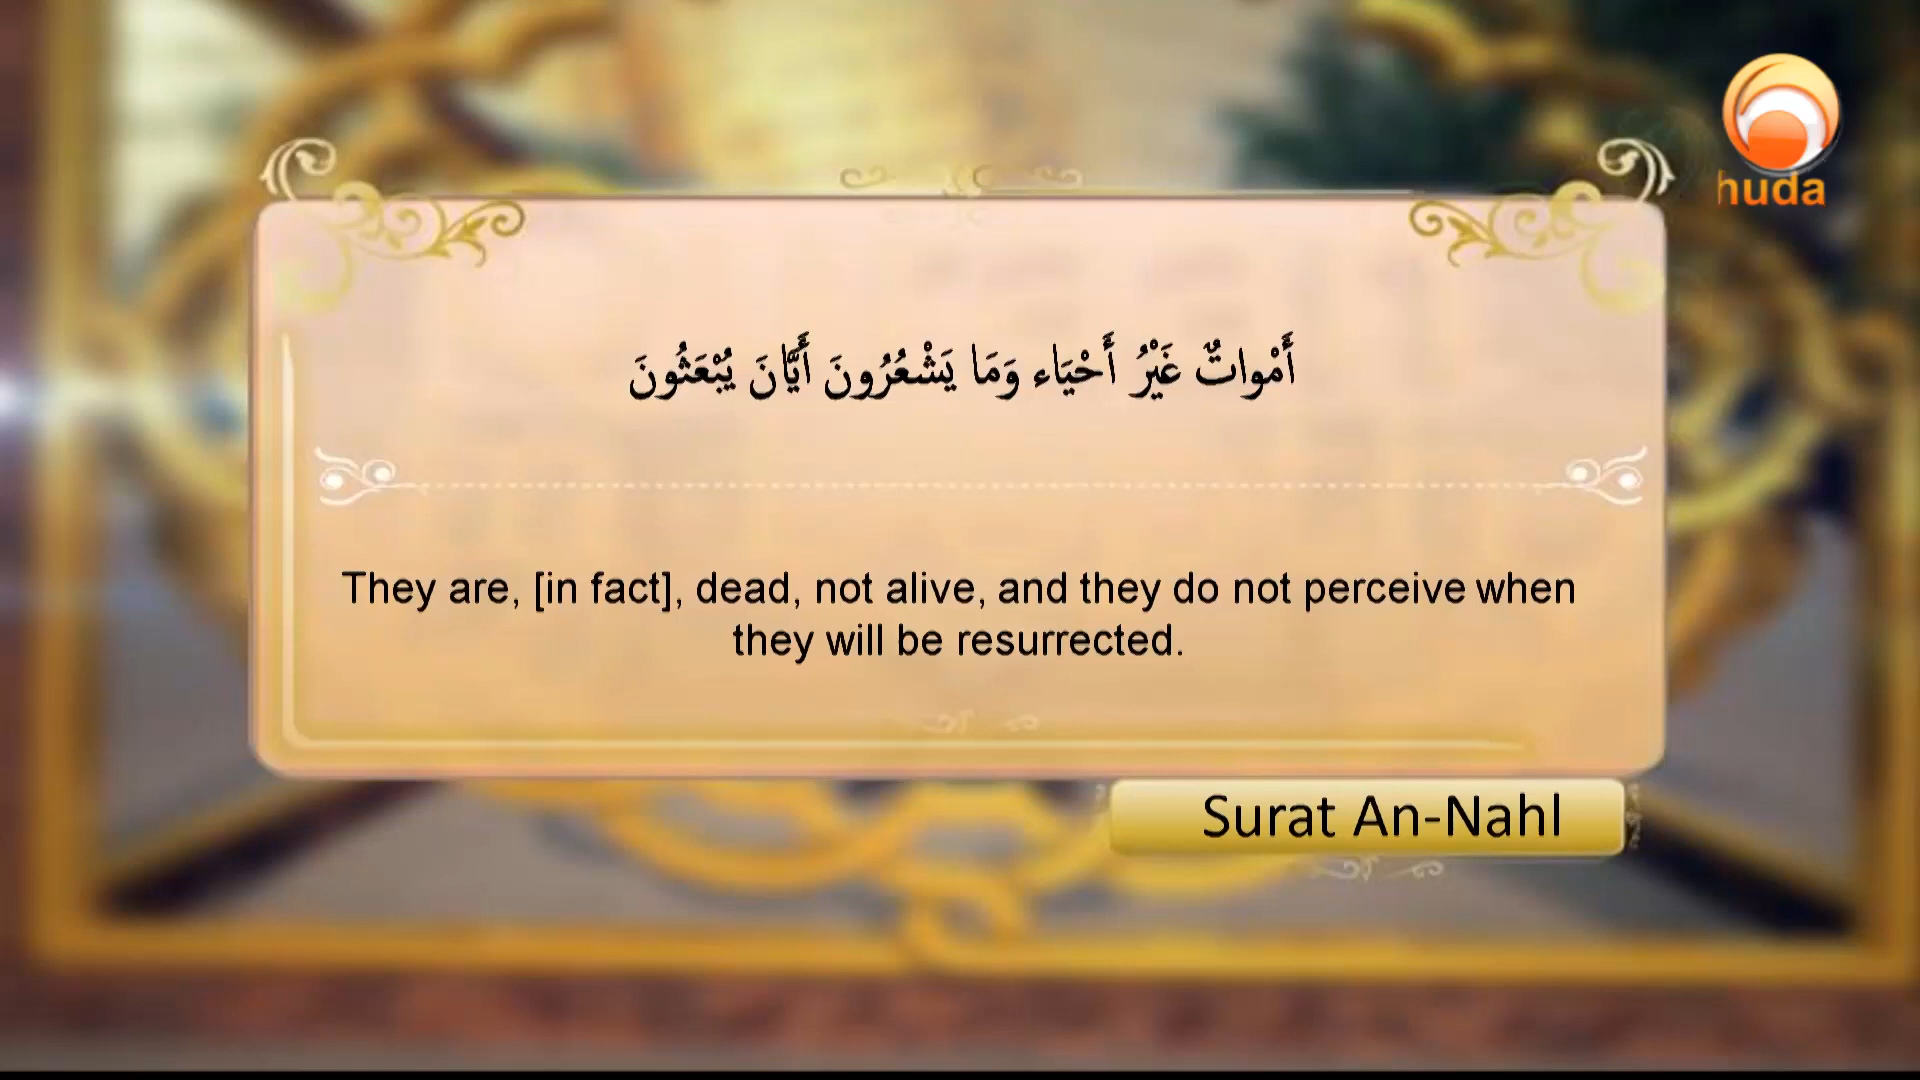 huda
أَمْواتٌ غَيْرُ أَحْيَاء وَمَا يَشْعُرُونَ أَيَّانَ يُبْعَثُونَ
They are, [in fact], dead, not alive, and they do not perceive when
they will be resurrected.
Surat An-Nahl